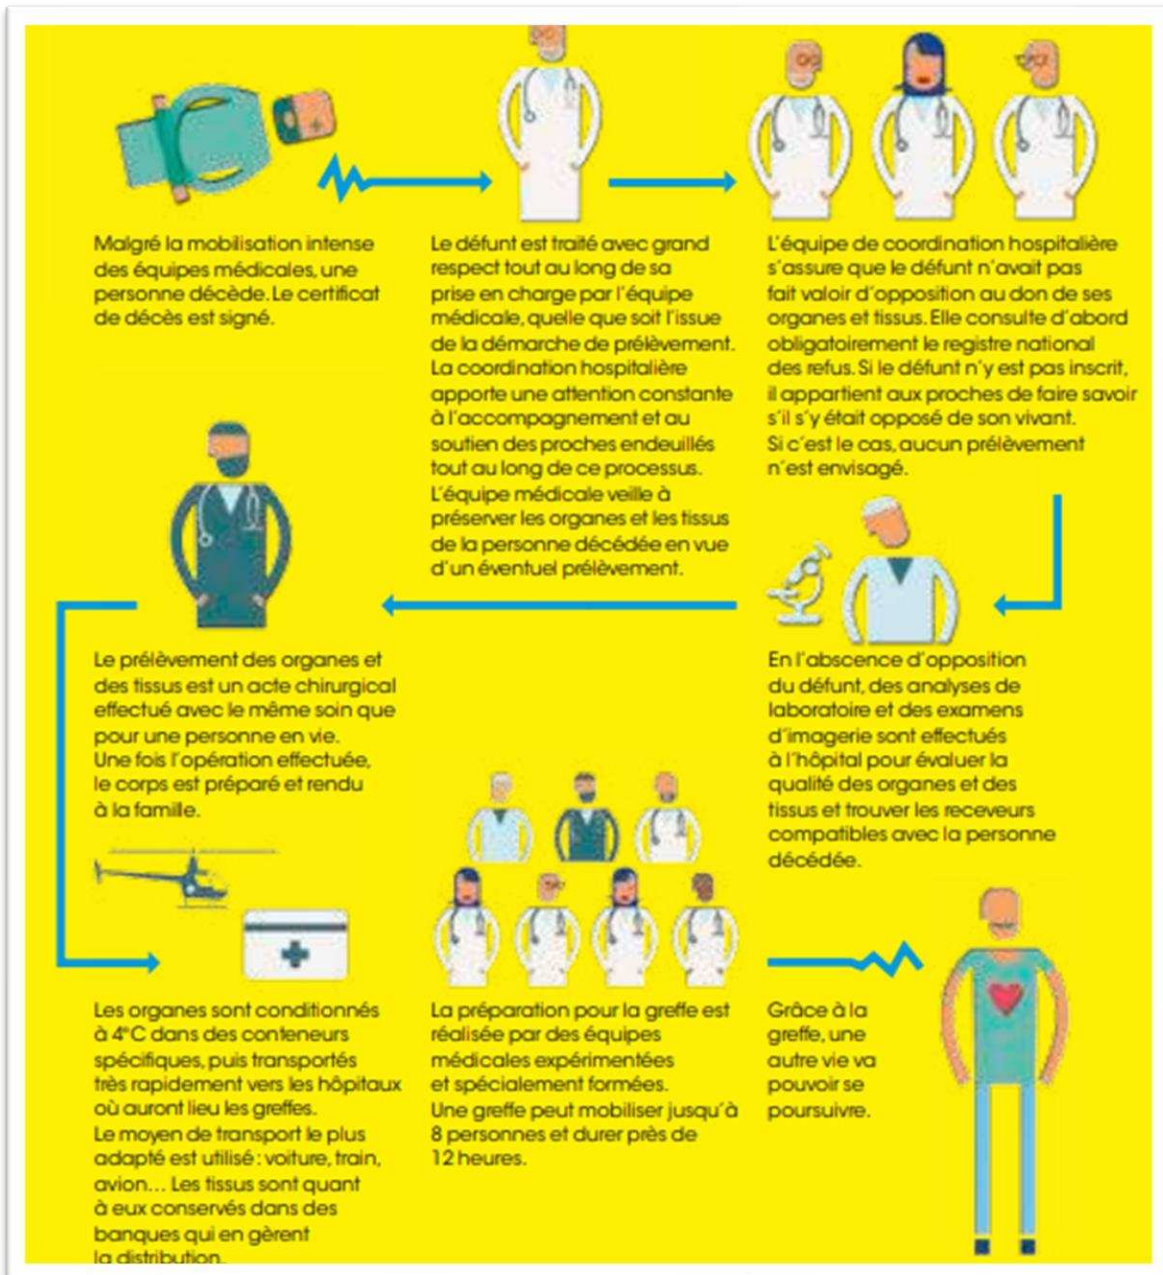 Malgré la mobilisation intense
des équipes médicales, une
personne décède. Le certificat
de décès est signé.
Le défunt est traité avec grand
respect tout au long de sa
prise en charge par l'équipe
médicale, quelle que soit l'issue
de la démarche de prélèvement.
La coordination hospitalière
apporte une attention constante
à l'accompagnement et au
soutien des proches endeuillés
tout au long de ce processus.
L'équipe médicale veille à
préserver les organes et les tissus
de la personne décédée en vue
d'un éventuel prélèvement.
L'équipe de coordination hospitalière
s'assure que le défunt n'avait pas
fait valoir d'opposition au don de ses
organes et tissus. Elle consulte d'abord
obligatoirement le registre national
des refus. Si le défunt n'y est pas inscrit,
il appartient aux proches de faire savoir
s'il s'y était opposé de son vivant.
Si c'est le cas, aucun prélèvement
n'est envisagé.
En l'abscence d'opposition
du défunt, des analyses de
laboratoire et des examens
d'imagerie sont effectués
à l'hôpital pour évaluer la
qualité des organes et des
tissus et trouver les receveurs
compatibles avec la personne
décédée.
Le prélèvement des organes et
des tissus est un acte chirurgical
effectué avec le même soin que
pour une personne en vie.
Une fois l'opération effectuée,
le corps est préparé et rendu
à la famille.
Les organes sont conditionnés
à 4°C dans des conteneurs
spécifiques, puis transportés
très rapidement vers les hôpitaux
où auront lieu les greffes.
Le moyen de transport le plus
adapté est utilisé : voiture, train,
avion... Les tissus sont quant
à eux conservés dans des
banques qui en gèrent
la distribution.
La préparation pour la greffe est
réalisée par des équipes
médicales expérimentées
et spécialement formées.
Une greffe peut mobiliser jusqu'à
8 personnes et durer près de
12 heures.
Grâce à la
greffe, une
autre vie va
pouvoir se
poursuivre.